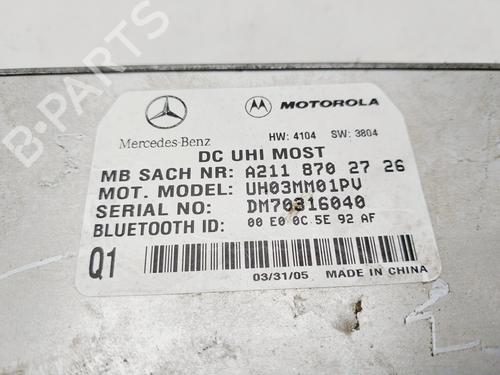 B-PARTS
MOTOROLA
Mercedes-Benz
HW: 4104 SW: 3804
DC UHI MOST
MB SACH NR: A211 870 27 26
MOT. MODEL: UH03MM01PV
SERIAL NO: DM70316040
BLUETOOTH ID: 00 E0 0C 5E 92 AF
Q1
03/31/05 MADE IN CHINA